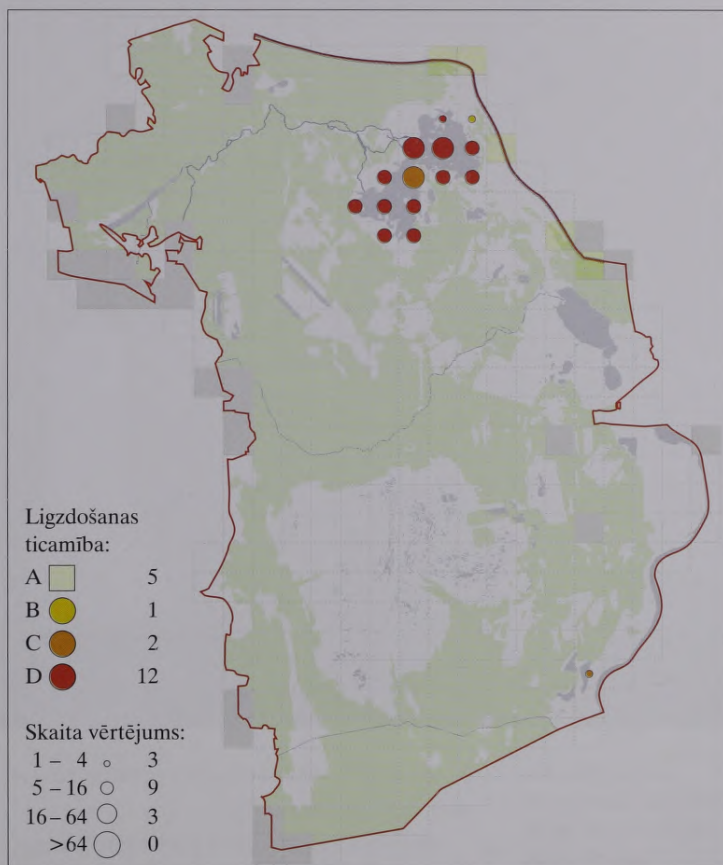 Ligzdošanas
ticamība:
A 5
B 1
C 2
D 12
Skaita vērtējums:
1 – 4 3
5 – 16 9
16 – 64 3
>64 0